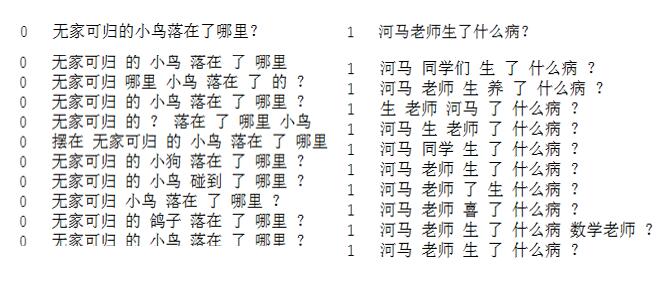 0 无家可归的小鸟落在了哪里?
0 无家可归 的 小鸟 落在 了 哪里
0 无家可归 哪里 小鸟 落在 了 的 ?
0 无家可归 的 小鸟 落在 了 哪里 ?
0 无家可归 的 ? 落在 了 哪里 小鸟
0 摆在 无家可归 的 小鸟 落在 了 哪里
0 无家可归 的 小狗 落在 了 哪里 ?
0 无家可归 的 小鸟 碰到 了 哪里 ?
0 无家可归 小鸟 落在 了 哪里 ?
0 无家可归 的 鸽子 落在 了 哪里 ?
0 无家可归 的 小鸟 落在 了 哪里 ?
1 河马老师生了什么病?
1 河马 同学们 生 了 什么病 ?
1 河马 老师 生 养 了 什么病 ?
1 生 老师 河马 了 什么病 ?
1 河马 生 老师 了 什么病 ?
1 河马 同学 生 了 什么病 ?
1 河马 老师 生 了 什么病 ?
1 河马 老师 了 生 什么病 ?
1 河马 老师 喜 了 什么病 ?
1 河马 老师 生 了 什么病 数学老师 ?
1 河马 老师 生 了 什么病 ?